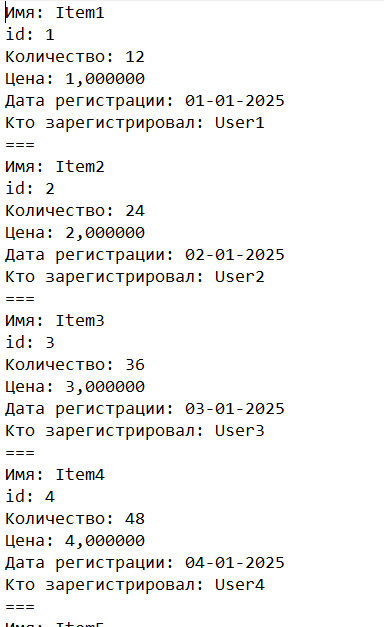 Имя: Item1
id: 1
Количество: 12
Цена: 1,000000
Дата регистрации: 01-01-2025
Кто зарегистрировал: User1
===
Имя: Item2
id: 2
Количество: 24
Цена: 2,000000
Дата регистрации: 02-01-2025
Кто зарегистрировал: User2
===
Имя: Item3
id: 3
Количество: 36
Цена: 3,000000
Дата регистрации: 03-01-2025
Кто зарегистрировал: User3
===
Имя: Item4
id: 4
Количество: 48
Цена: 4,000000
Дата регистрации: 04-01-2025
Кто зарегистрировал: User4
===
Имя: Item5